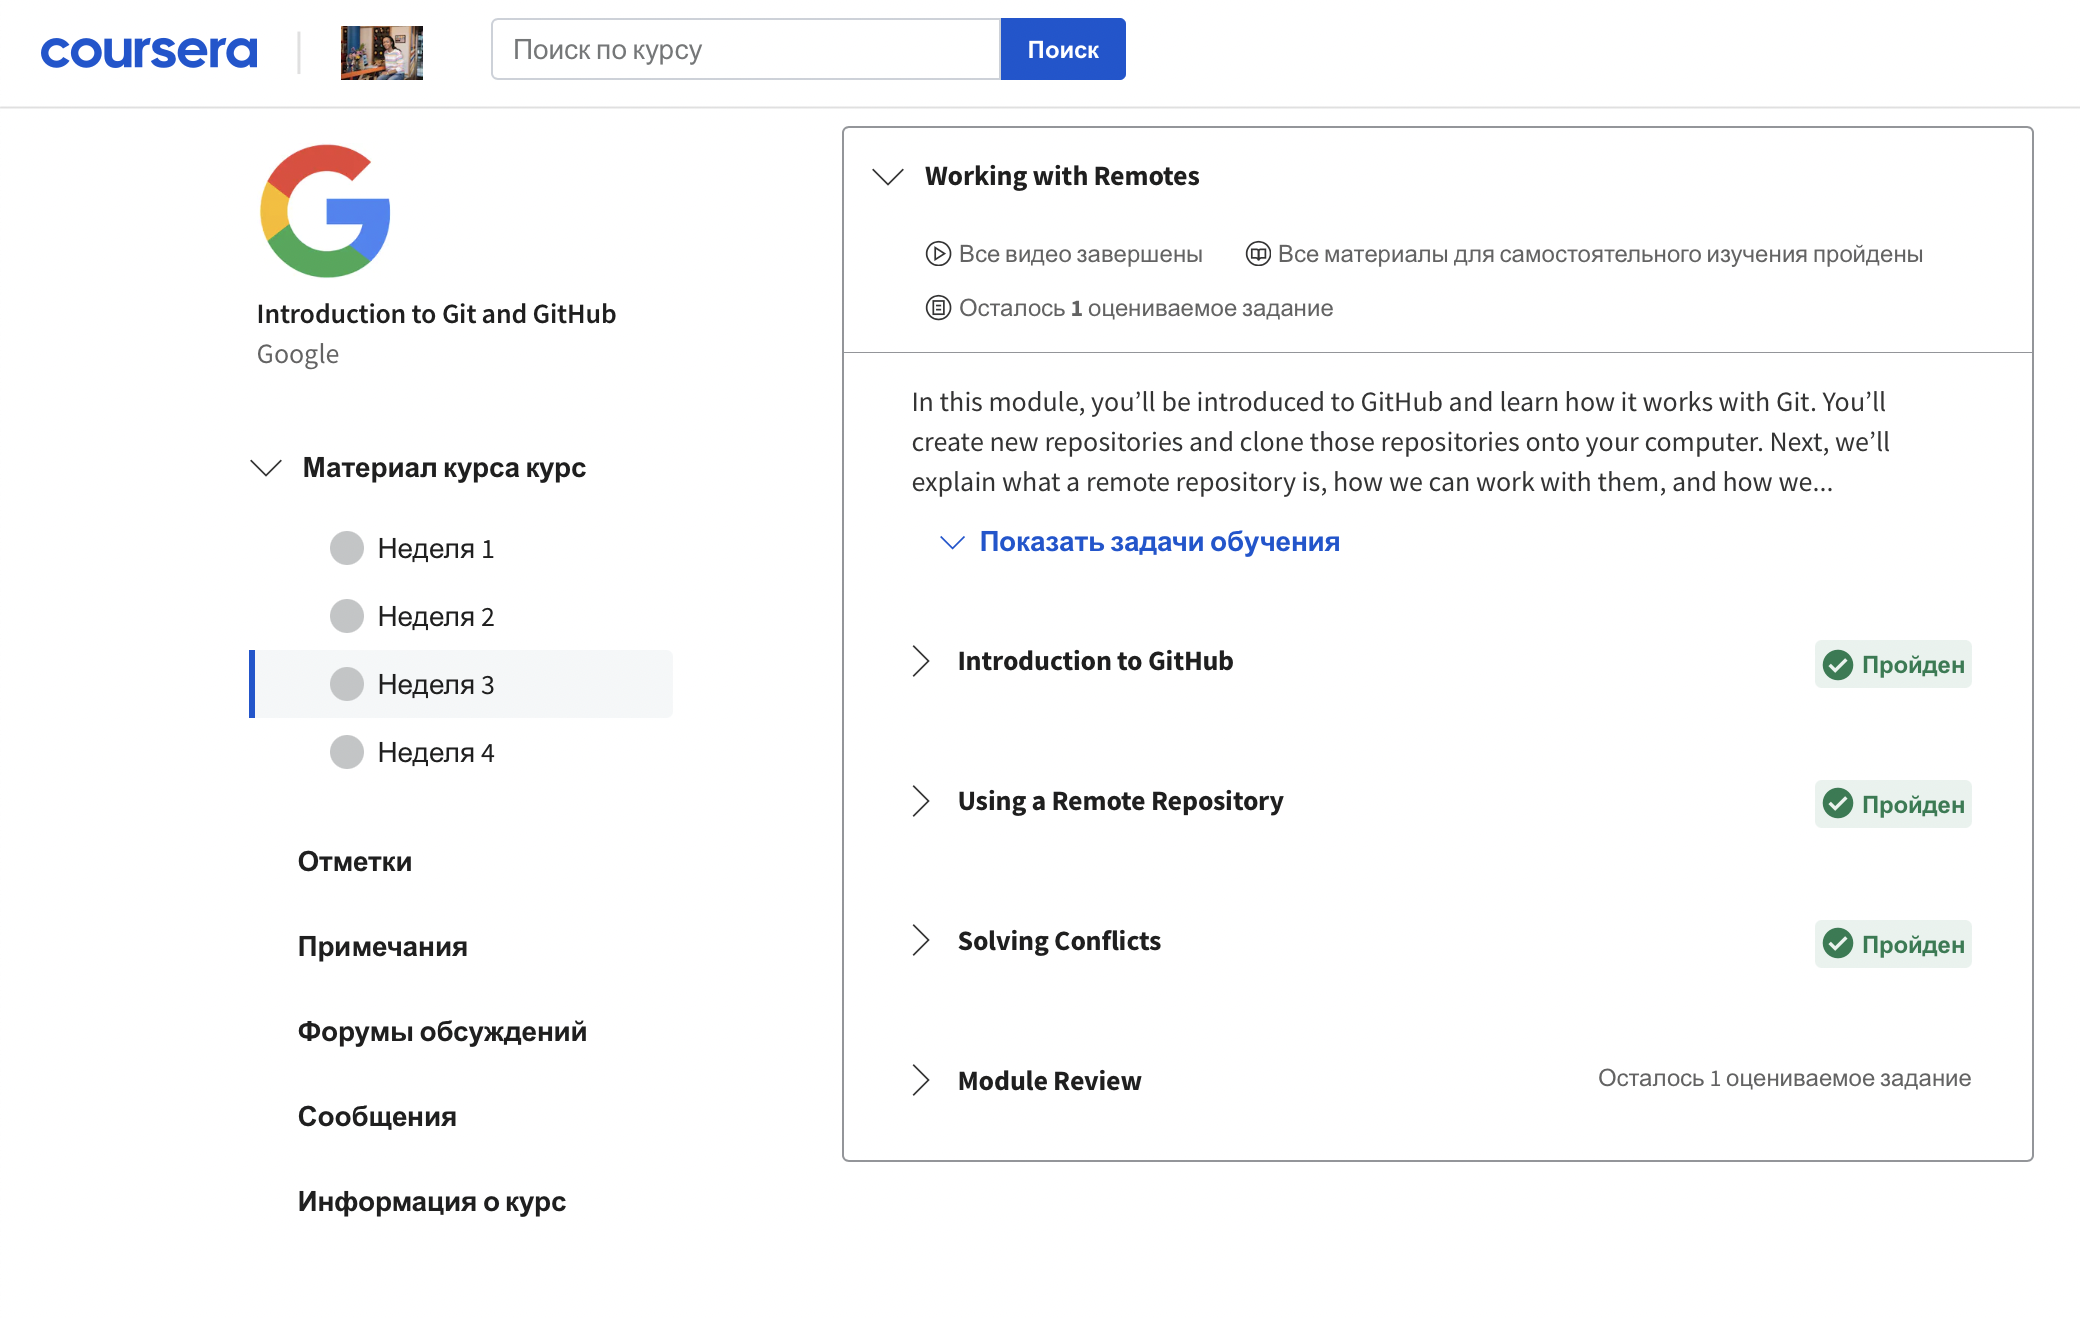 coursera
Поиск по курсу
Поиск
Introduction to Git and GitHub
Google
Материал курса курс
Неделя 1
Неделя 2
Неделя 3
Неделя 4
Отметки
Примечания
Форумы обсуждений
Сообщения
Информация о курс
Working with Remotes
Все видео завершены
Все материалы для самостоятельного изучения пройдены
Осталось 1 оцениваемое задание
In this module, you’ll be introduced to GitHub and learn how it works with Git. You’ll
create new repositories and clone those repositories onto your computer. Next, we’ll
explain what a remote repository is, how we can work with them, and how we...
Показать задачи обучения
Introduction to GitHub
Пройден
Using a Remote Repository
Пройден
Solving Conflicts
Пройден
Module Review
Осталось 1 оцениваемое задание